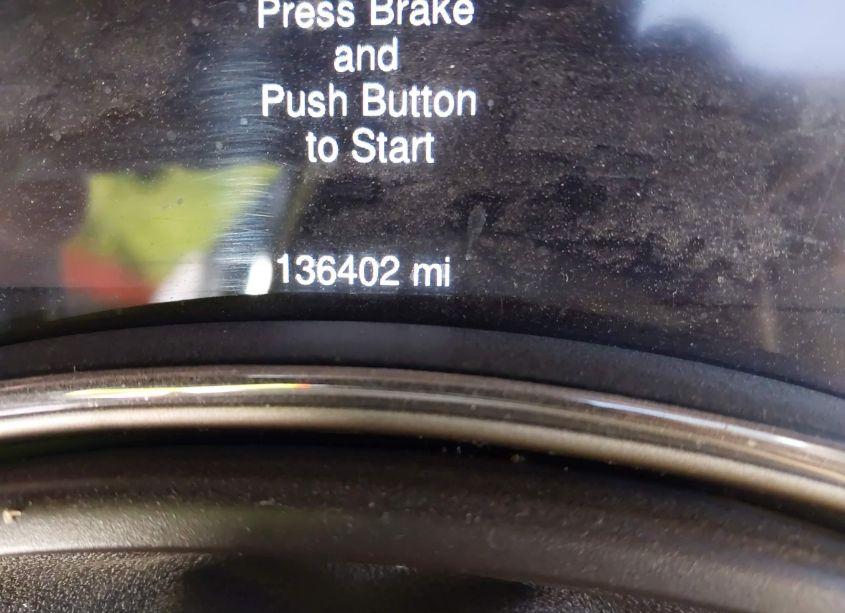 Press Brake
and
Push Button
to Start
136402 mi